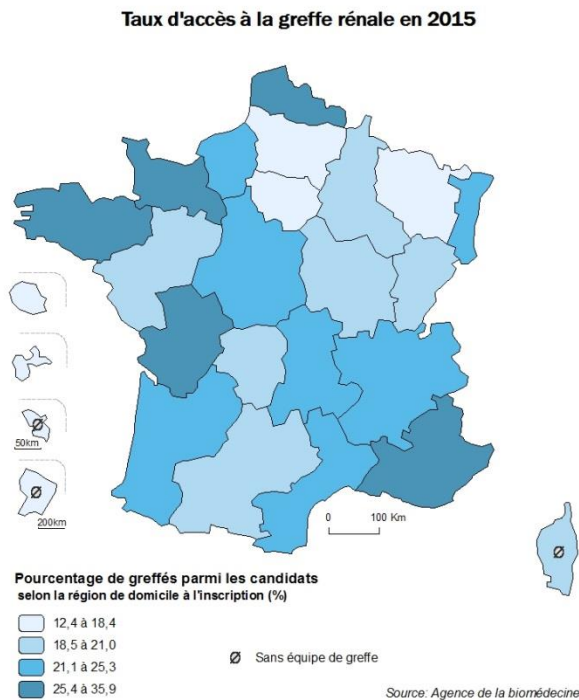 Taux d'accès à la greffe rénale en 2015
50km
200km
0 100 Km
Pourcentage de greffés parmi les candidats
selon la région de domicile à l'inscription (%)
12,4 à 18,4
18,5 à 21,0
21,1 à 25,3
25,4 à 35,9
Ø Sans équipe de greffe
Source: Agence de la biomédecine